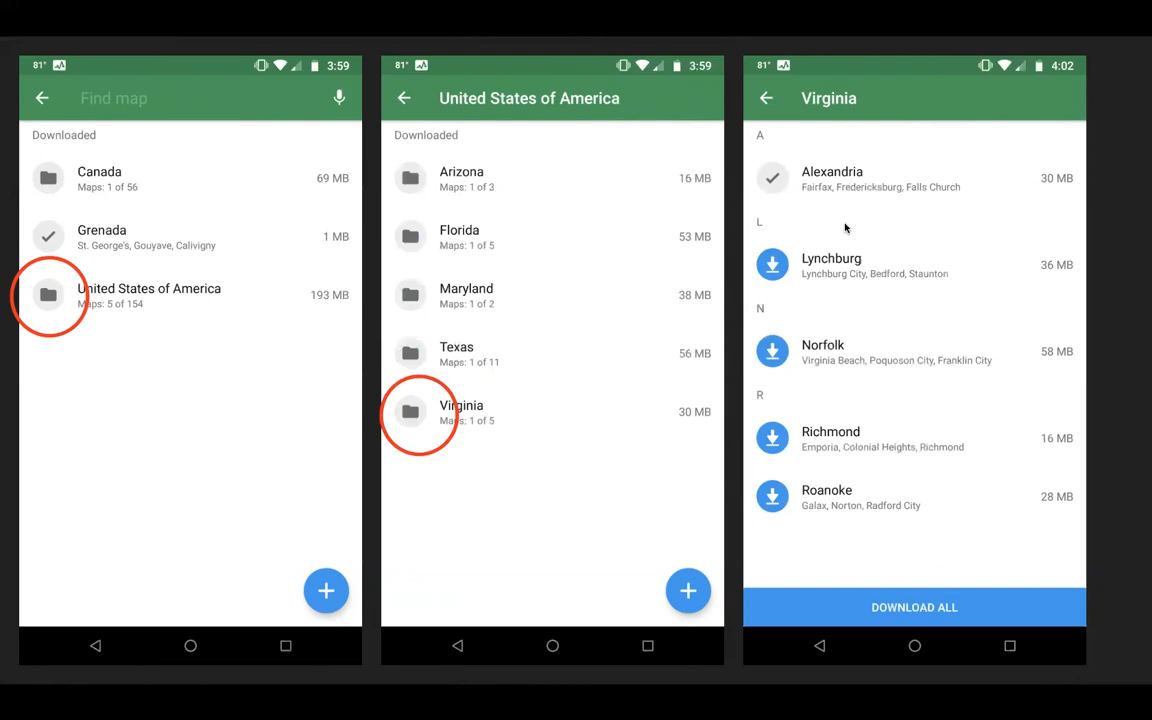 81° 3:59
Find map
Downloaded
Canada
Maps: 1 of 56
69 MB
Grenada
St. George's, Gouyave, Calivigny
1 MB
United States of America
Maps: 5 of 154
193 MB
81° 3:59
United States of America
Downloaded
Arizona
Maps: 1 of 3
16 MB
Florida
Maps: 1 of 5
53 MB
Maryland
Maps: 1 of 2
38 MB
Texas
Maps: 1 of 11
56 MB
Virginia
Maps: 1 of 5
30 MB
81° 4:02
Virginia
A
Alexandria
Fairfax, Fredericksburg, Falls Church
30 MB
L
Lynchburg
Lynchburg City, Bedford, Staunton
36 MB
N
Norfolk
Virginia Beach, Poquoson City, Franklin City
58 MB
R
Richmond
Emporia, Colonial Heights, Richmond
16 MB
Roanoke
Galax, Norton, Radford City
28 MB
DOWNLOAD ALL